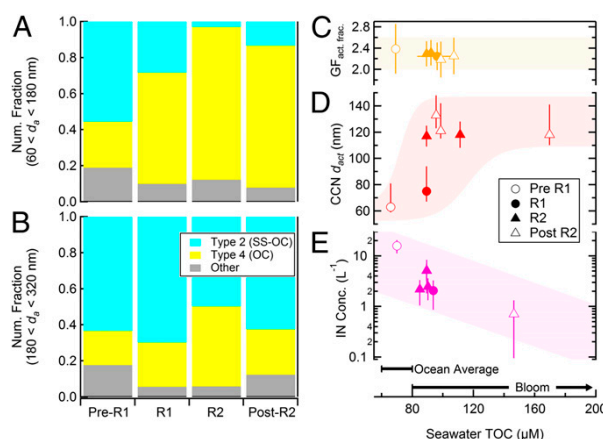 A
Num. Fraction
(60 < da < 180 nm)
1.0
0.8
0.6
0.4
0.2
0.0
B
Num. Fraction
(180 < da < 320 nm)
1.0
0.8
0.6
0.4
0.2
0.0
Type 2 (SS-OC)
Type 4 (OC)
Other
Pre-R1 R1 R2 Post-R2
C
GFact. frac.
2.8
2.4
2.0
1.6
D
CCN dact (nm)
140
120
100
80
60
Pre R1
R1
R2
Post R2
E
IN Conc. (L-1)
2
10
6
4
2
1
6
4
2
0.1
Ocean Average
Bloom
80 120 160 200
Seawater TOC (µM)